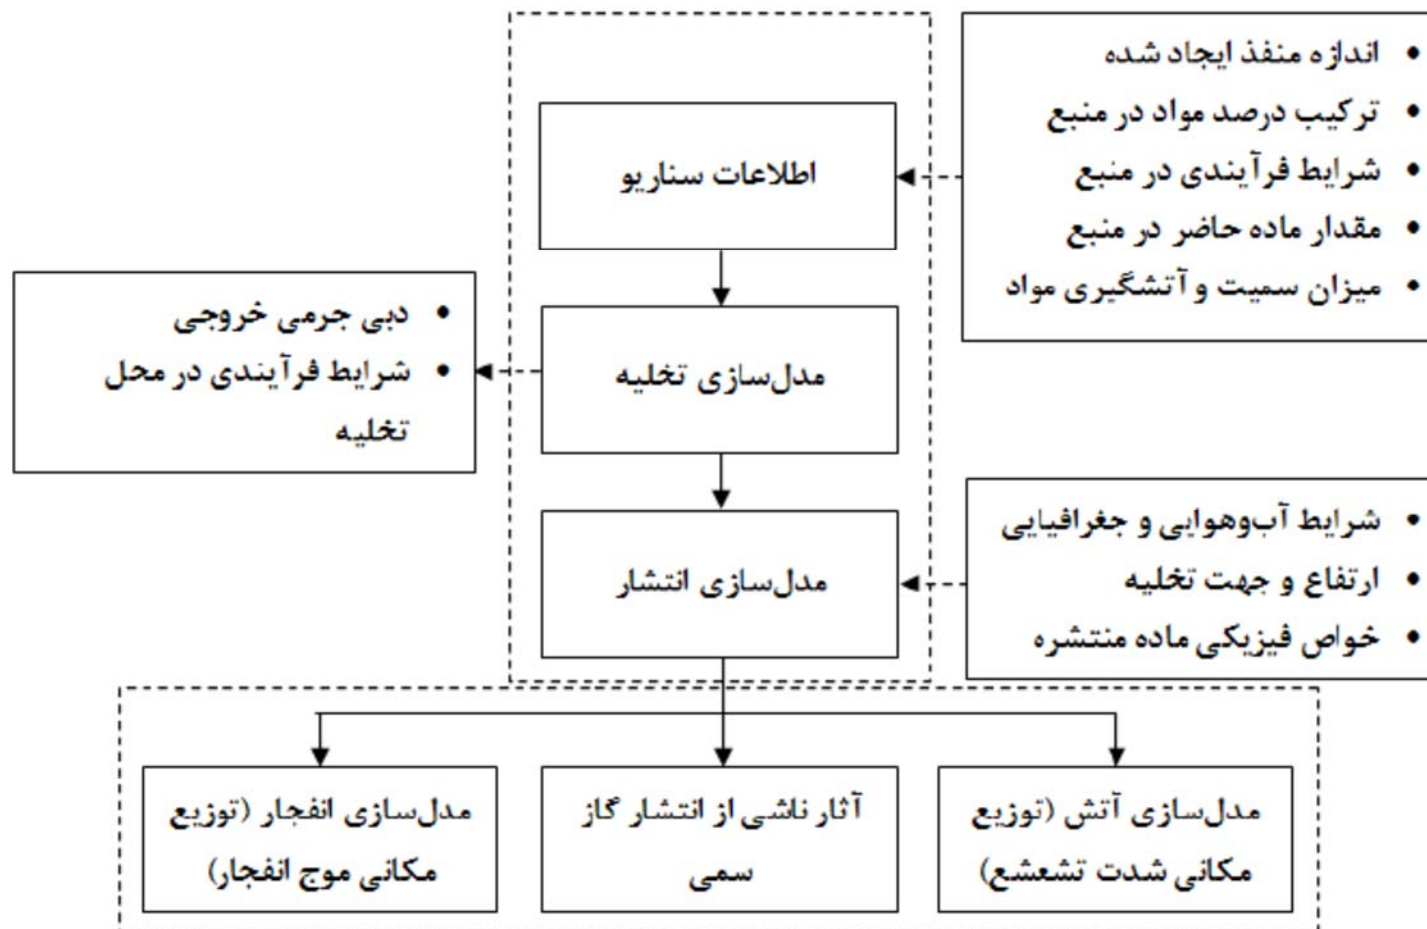 • اندازه منفذ ایجاد شده
• ترکیب درصد مواد در منبع
• شرایط فرآیندی در منبع
• مقدار ماده حاضر در منبع
• میزان سمیت و آتشگیری مواد
اطلاعات سناریو
مدل‌سازی تخلیه
• دبی جرمی خروجی
• شرایط فرآیندی در محل
تخلیه
• شرایط آب‌وهوایی و جغرافیایی
• ارتفاع و جهت تخلیه
• خواص فیزیکی ماده منتشره
مدل‌سازی انتشار
مدل‌سازی آتش (توزیع
مکانی شدت تشعشع)
آثار ناشی از انتشار گاز
سمی
مدل‌سازی انفجار (توزیع
مکانی موج انفجار)